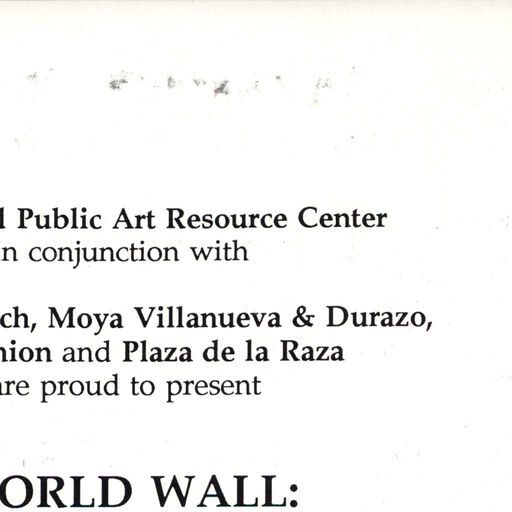 l Public Art Resource Center
in conjunction with
ch, Moya Villanueva & Durazo,
nion and Plaza de la Raza
are proud to present
ORLD WALL: